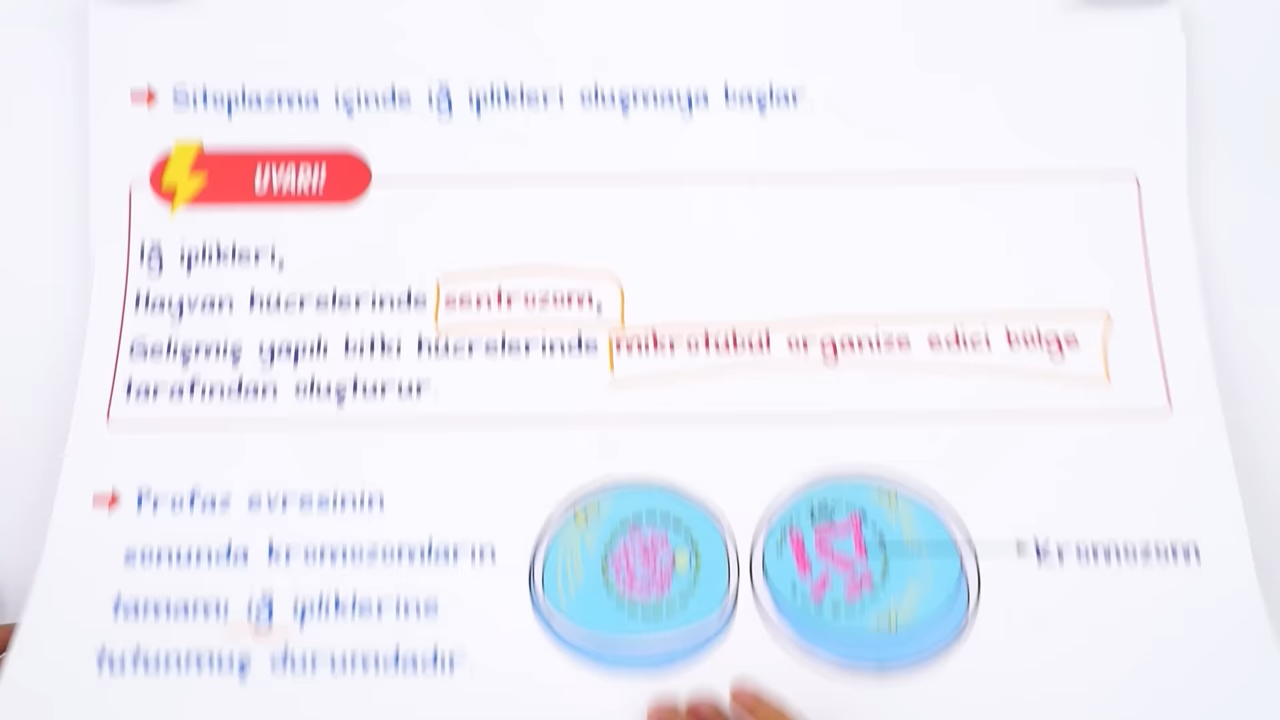 Sitoplazma içinde iğ iplikleri oluşmaya başlar.
UYARI!
İğ iplikleri,
Hayvan hücrelerinde sentrozom,
Gelişmiş yapılı bitki hücrelerinde mikrotübül organize edici bölge
tarafından oluşturur.
Profaz evresinin
sonunda kromozomların
tamamı iğ ipliklerine
tutunmuş durumdadır.
Kromozom